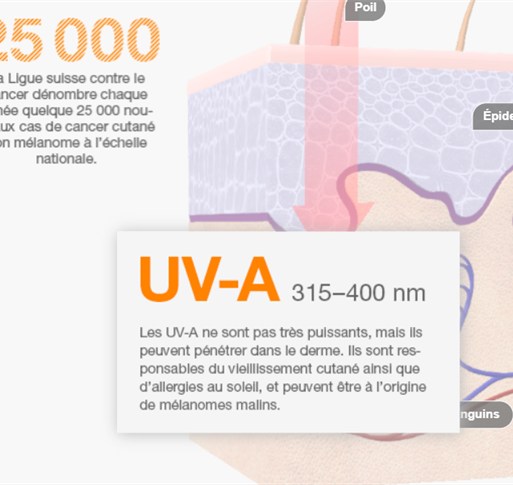 25 000
a Ligue suisse contre le
ancer dénombre chaque
née quelque 25 000 nou-
ux cas de cancer cutané
on mélanome à l'échelle
nationale.
Poil
Épide
UV-A 315–400 nm
Les UV-A ne sont pas très puissants, mais ils
peuvent pénétrer dans le derme. Ils sont res-
ponsables du vieillissement cutané ainsi que
d'allergies au soleil, et peuvent être à l'origine
de mélanomes malins.
nguins